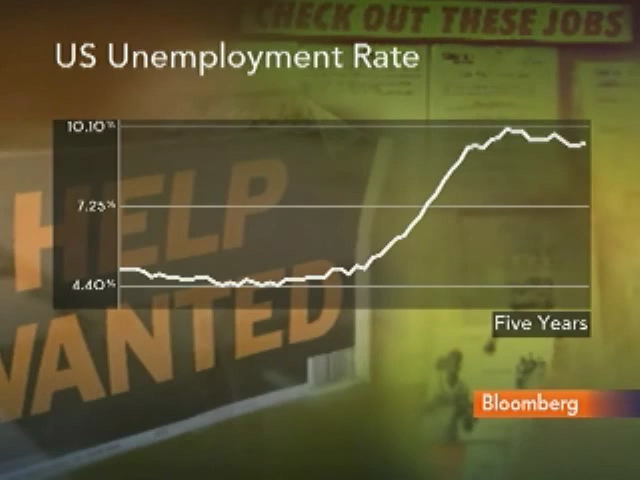 CHECK OUT THESE JOBS
US Unemployment Rate
10.10%
7.25%
4.40%
HELP
WANTED
Five Years
Bloomberg